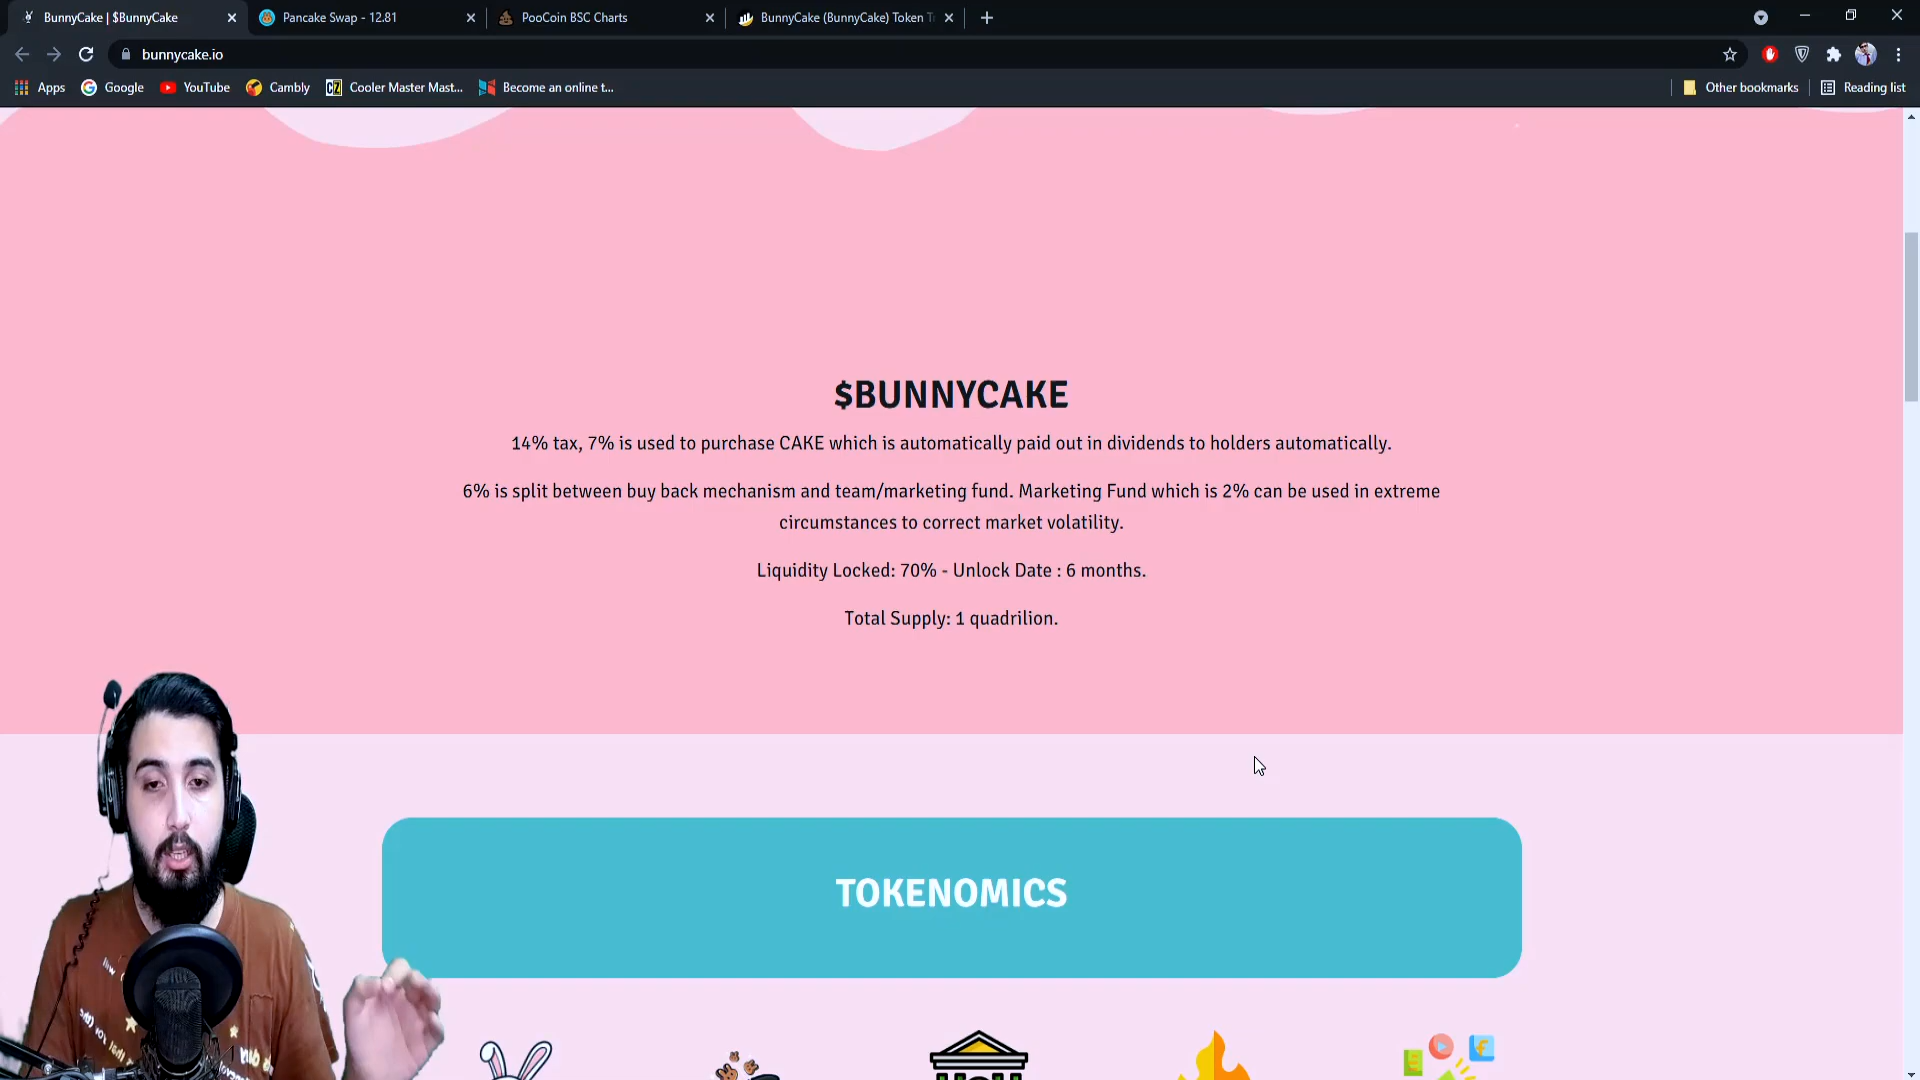 BunnyCake | $BunnyCake
Pancake Swap - 12.81
PooCoin BSC Charts
BunnyCake (BunnyCake) Token T
bunnycake.io
Apps
Google
YouTube
Cambly
Cooler Master Mast...
Become an online t...
Other bookmarks
Reading list
$BUNNYCAKE
14% tax, 7% is used to purchase CAKE which is automatically paid out in dividends to holders automatically.
6% is split between buy back mechanism and team/marketing fund. Marketing Fund which is 2% can be used in extreme
circumstances to correct market volatility.
Liquidity Locked: 70% - Unlock Date : 6 months.
Total Supply: 1 quadrilion.
TOKENOMICS